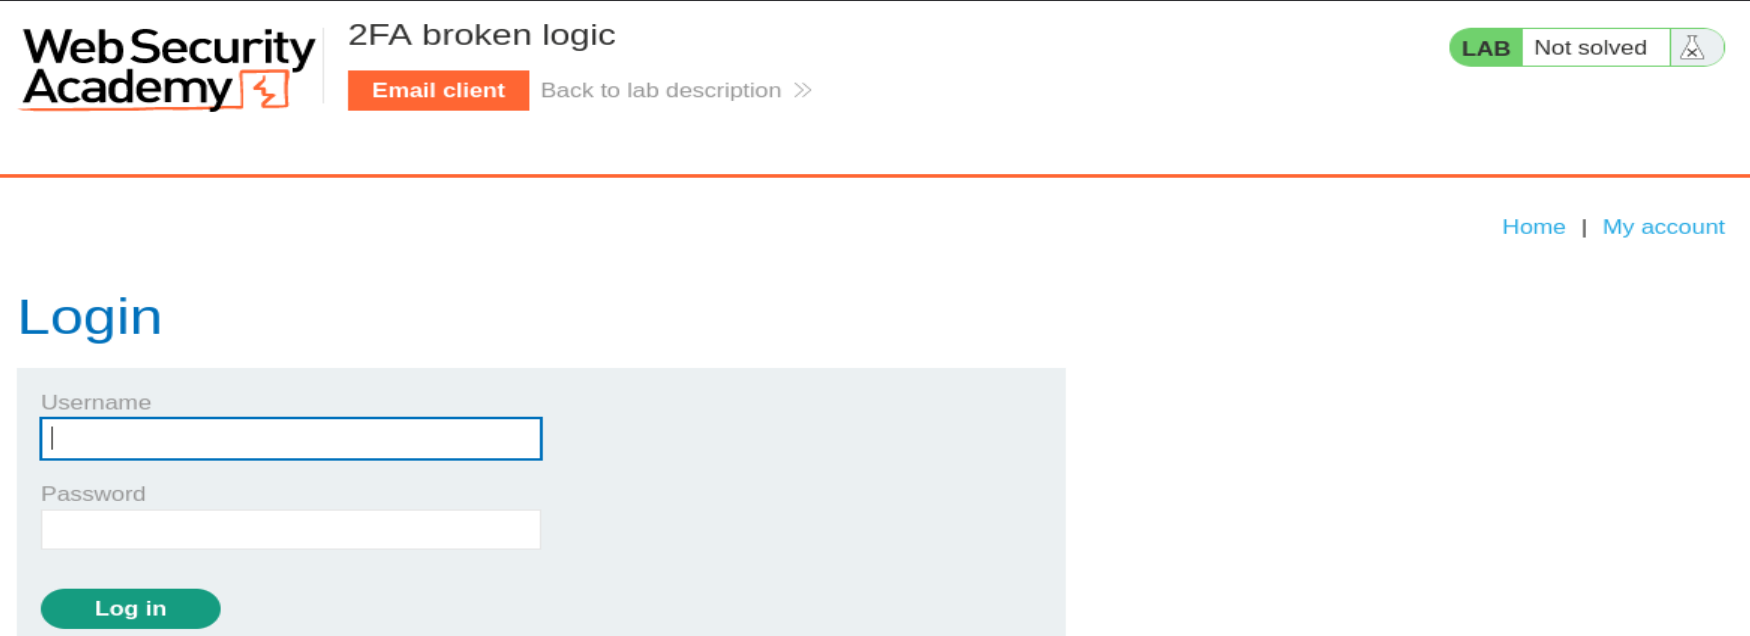 Web Security
Academy
2FA broken logic
Email client Back to lab description
LAB Not solved
Home | My account
Login
Username
Password
Log in